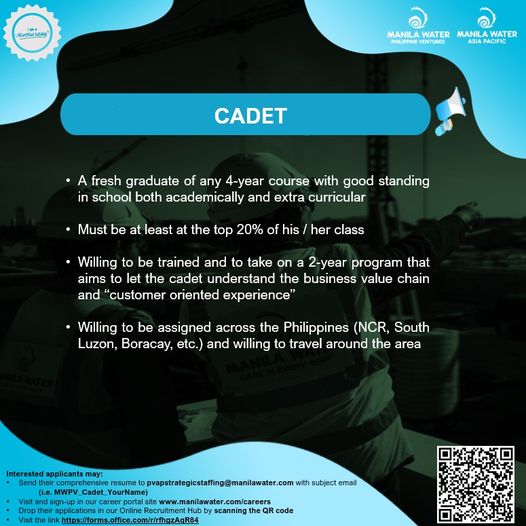 MANILA WATER
PHILIPPINE VENTURES
MANILA WATER
ASIA PACIFIC
CADET
• A fresh graduate of any 4-year course with good standing
in school both academically and extra curricular
• Must be at least at the top 20% of his / her class
• Willing to be trained and to take on a 2-year program that
aims to let the cadet understand the business value chain
and “customer oriented experience”
• Willing to be assigned across the Philippines (NCR, South
Luzon, Boracay, etc.) and willing to travel around the area
MANILA WATER
CARE IN EVERY DROP
MANILA WATER
Interested applicants may:
• Send their comprehensive resume to pvapstrategicstaffing@manilawater.com with subject email
(i.e. MWPV_Cadet_YourName)
• Visit and sign-up in our career portal site www.manilawater.com/careers
• Drop their applications in our Online Recruitment Hub by scanning the QR code
• Visit the link https://forms.office.com/r/rfhgzAqR84